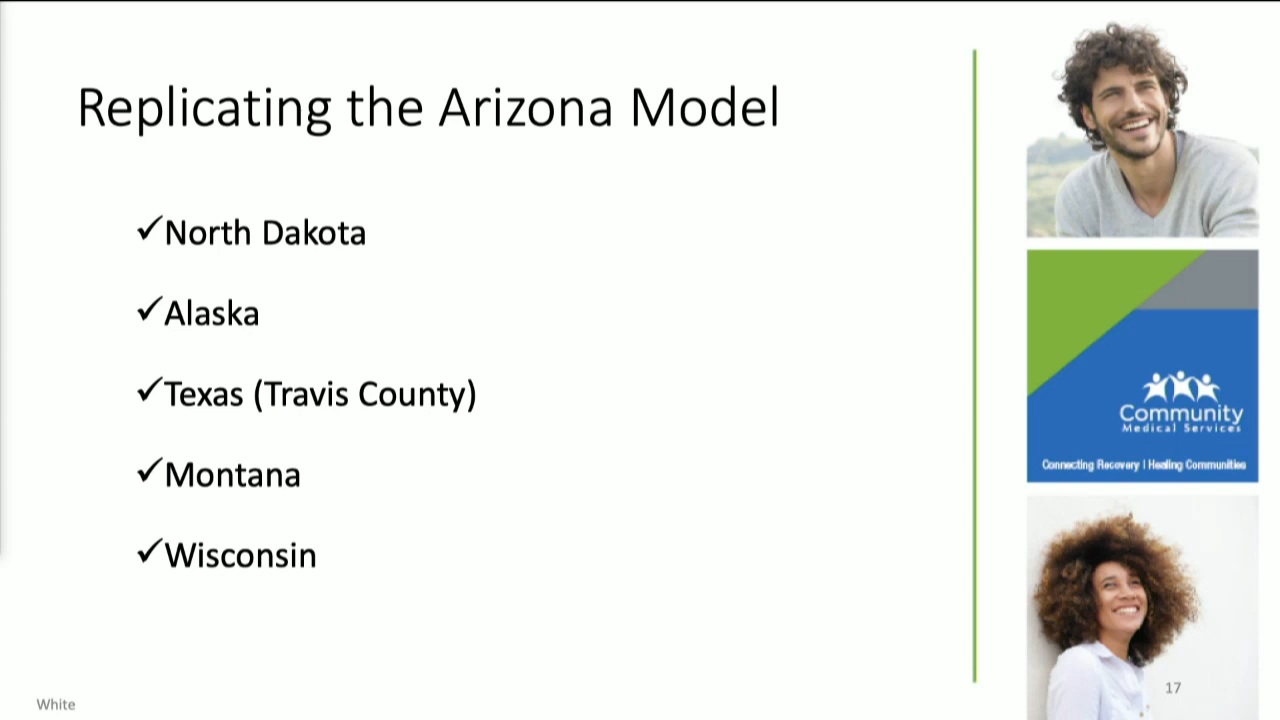 Replicating the Arizona Model
✓North Dakota
✓Alaska
✓Texas (Travis County)
✓Montana
✓Wisconsin
Community
Medical Services
Connecting Recovery | Healing Communities
17
White